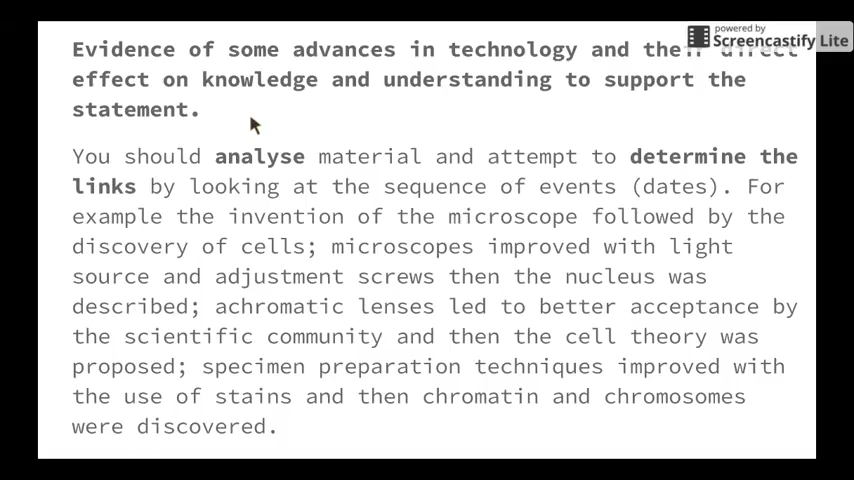 powered by
Screencastify Lite
Evidence of some advances in technology and their direct
effect on knowledge and understanding to support the
statement.
You should analyse material and attempt to determine the
links by looking at the sequence of events (dates). For
example the invention of the microscope followed by the
discovery of cells; microscopes improved with light
source and adjustment screws then the nucleus was
described; achromatic lenses led to better acceptance by
the scientific community and then the cell theory was
proposed; specimen preparation techniques improved with
the use of stains and then chromatin and chromosomes
were discovered.